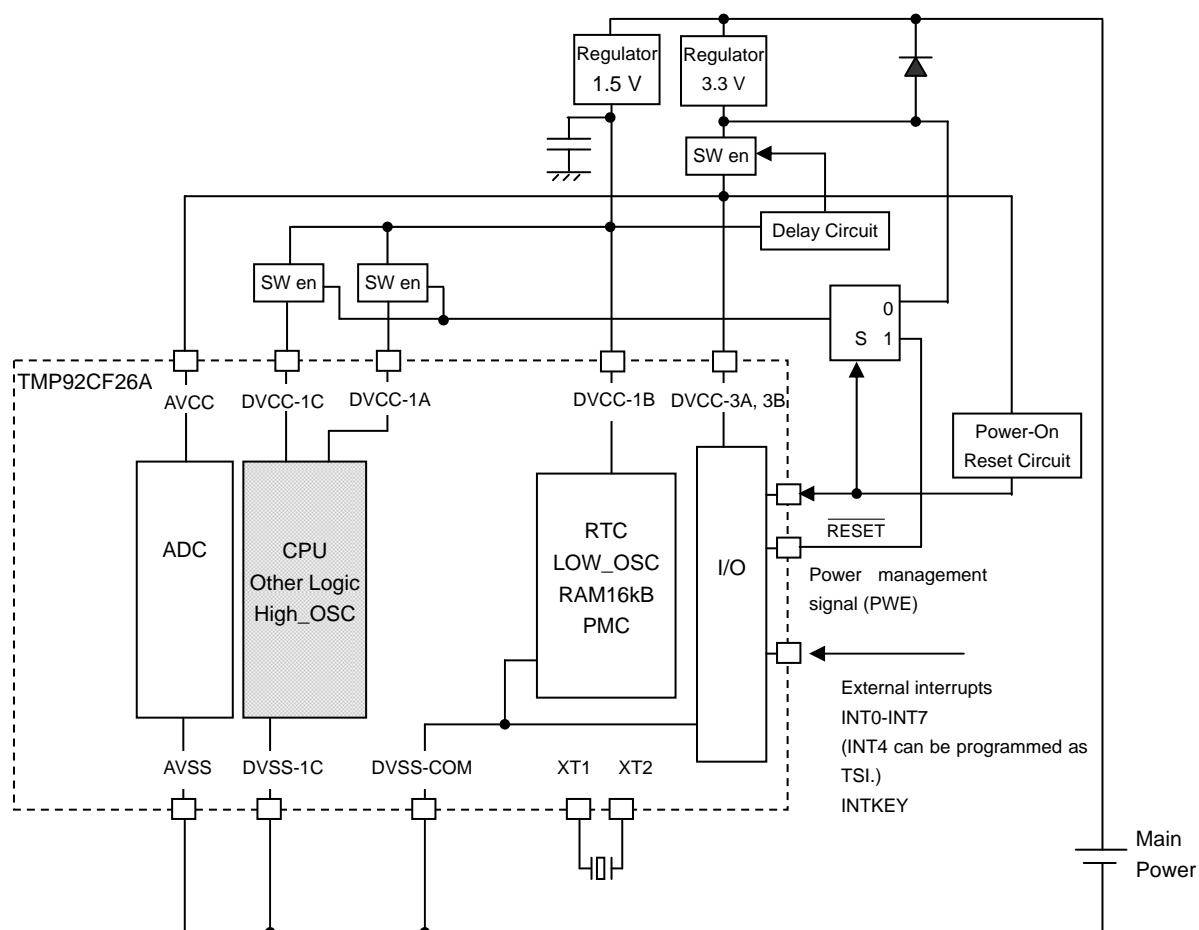 Regulator
1.5 V
Regulator
3.3 V
SW en
Delay Circuit
SW en
SW en
0
S 1
TMP92CF26A
AVCC
DVCC-1C
DVCC-1A
DVCC-1B
DVCC-3A, 3B
Power-On
Reset Circuit
ADC
CPU
Other Logic
High_OSC
RTC
LOW_OSC
RAM16kB
PMC
I/O
RESET
Power management
signal (PWE)
External interrupts
INT0-INT7
(INT4 can be programmed as
TSI.)
INTKEY
AVSS
DVSS-1C
DVSS-COM
XT1
XT2
Main
Power